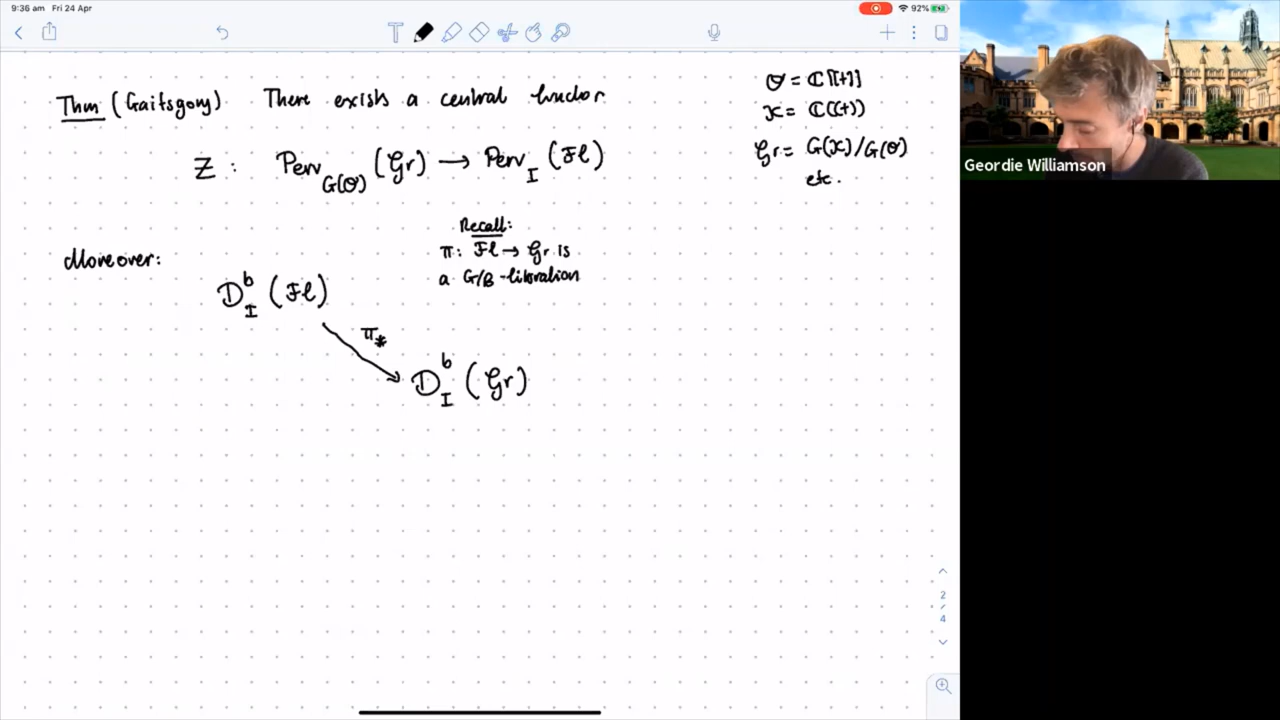 9:36 am Fri 24 Apr
92%
Thm (Gaitsgory) There exists a central functor
Z : Perv_{G(O)} (Gr) → Perv_I (Fl)
O = ℂ[[t]]
K = ℂ((t))
Gr = G(K)/G(O)
etc.
Geordie Williamson
Recall:
π: Fl → Gr is
a G/B-fibration
Moreover:
D^b_I (Fl)
π_*
D^b_I (Gr)
2
/
4